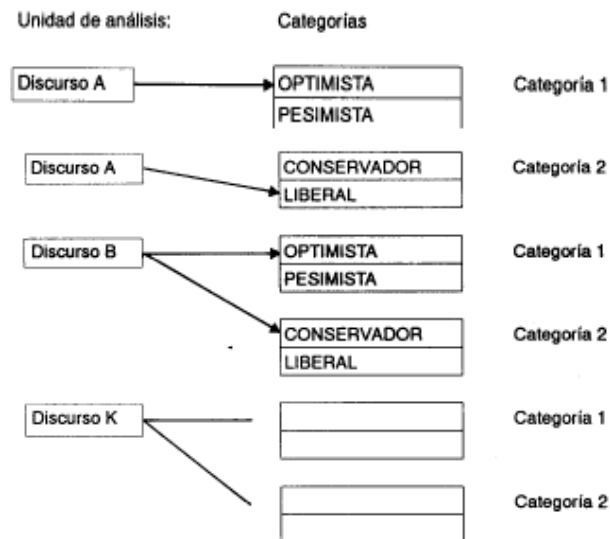 Unidad de análisis: Categorías
Discurso A OPTIMISTA Categoría 1
PESIMISTA
Discurso A CONSERVADOR Categoría 2
LIBERAL
Discurso B OPTIMISTA Categoría 1
PESIMISTA
CONSERVADOR Categoría 2
LIBERAL
Discurso K Categoría 1
Categoría 2